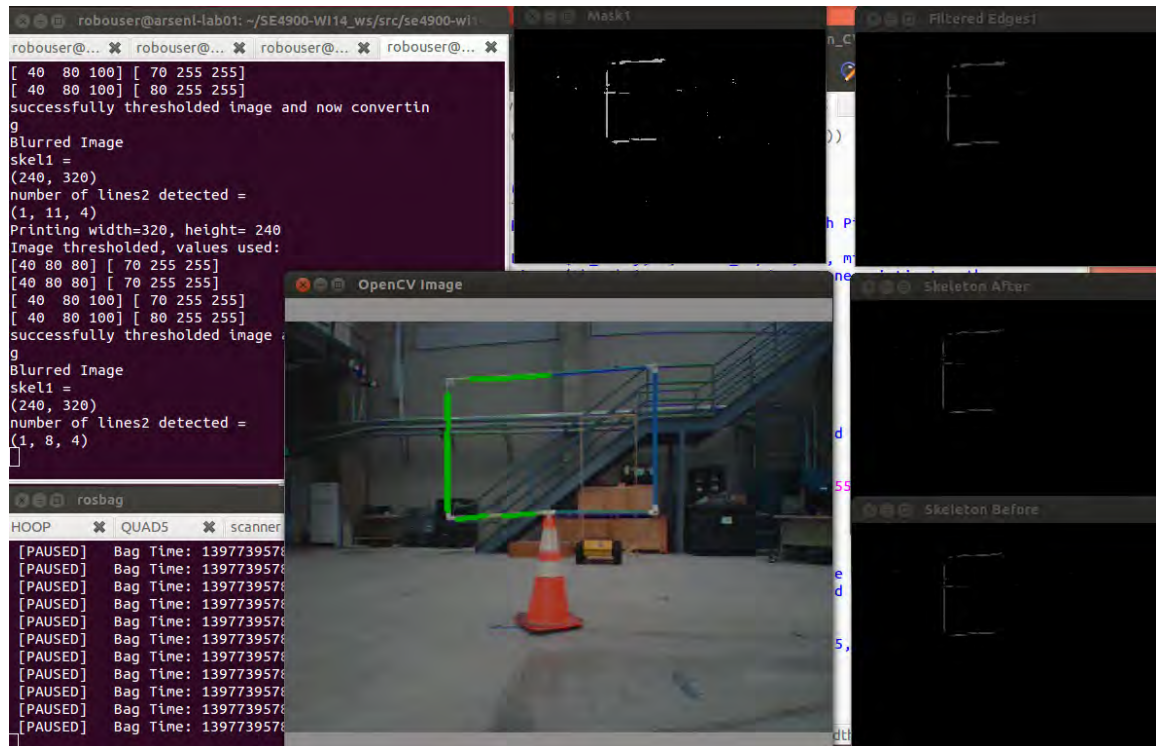 robouser@arsenl-lab01: ~/SE4900-WI14_ws/src/se4900-wi1
robouser@... robouser@... robouser@... robouser@...
[ 40  80 100] [ 70 255 255]
[ 40  80 100] [ 80 255 255]
successfully thresholded image and now convertin
g
Blurred Image
skel1 =
(240, 320)
number of lines2 detected =
(1, 11, 4)
Printing width=320, height= 240
Image thresholded, values used:
[40 80 80] [ 70 255 255]
[40 80 80] [ 70 255 255]
[ 40  80 100] [ 70 255 255]
[ 40  80 100] [ 80 255 255]
successfully thresholded image
g
Blurred Image
skel1 =
(240, 320)
number of lines2 detected =
(1, 8, 4)
rosbag
HOOP QUAD5 scanner
[PAUSED] Bag Time: 1397739578
[PAUSED] Bag Time: 1397739578
[PAUSED] Bag Time: 1397739578
[PAUSED] Bag Time: 1397739578
[PAUSED] Bag Time: 1397739578
[PAUSED] Bag Time: 1397739578
[PAUSED] Bag Time: 1397739578
[PAUSED] Bag Time: 1397739578
[PAUSED] Bag Time: 1397739578
[PAUSED] Bag Time: 1397739578
[PAUSED] Bag Time: 1397739578
Mask1
Filtered Edges1
OpenCV Image
Skeleton After
Skeleton Before